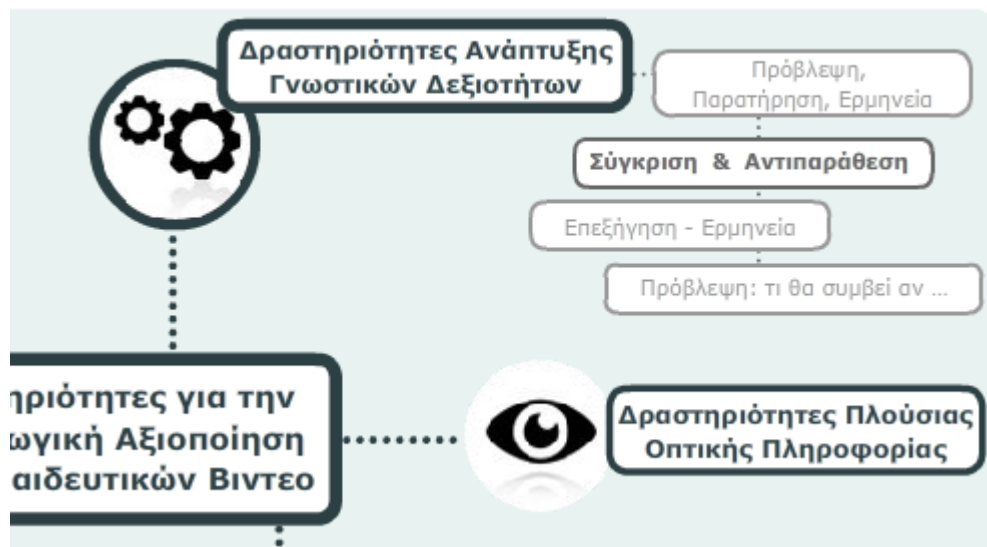 Δραστηριότητες Ανάπτυξης
Γνωστικών Δεξιοτήτων
Πρόβλεψη,
Παρατήρηση, Ερμηνεία
Σύγκριση & Αντιπαράθεση
Επεξήγηση - Ερμηνεία
Πρόβλεψη: τι θα συμβεί αν ...
ηριότητες για την
ωγική Αξιοποίηση
αιδευτικών Βιντεο
Δραστηριότητες Πλούσιας
Οπτικής Πληροφορίας